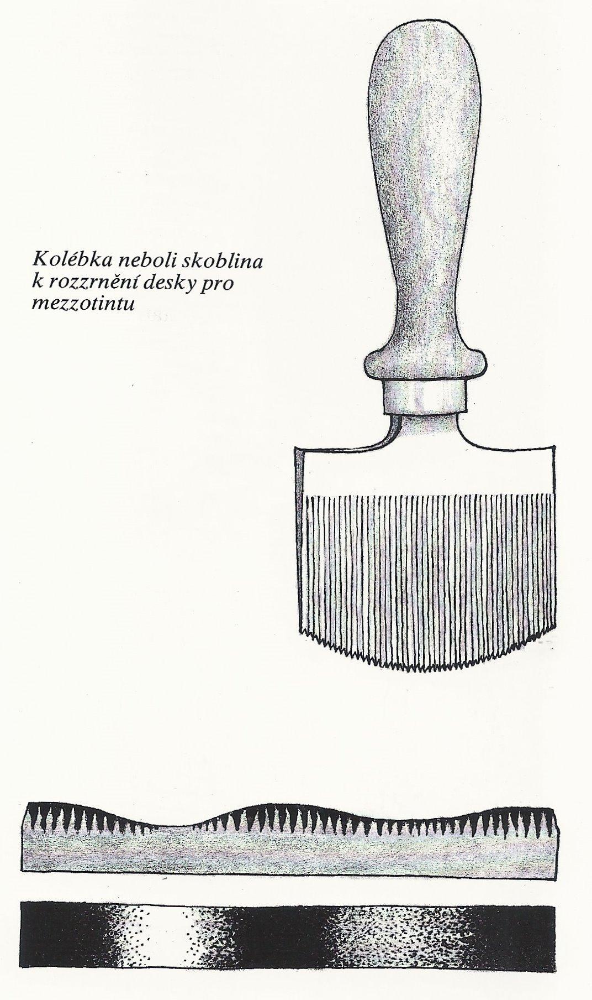 Kolébka neboli skoblina
k rozzrnění desky pro
mezzotintu